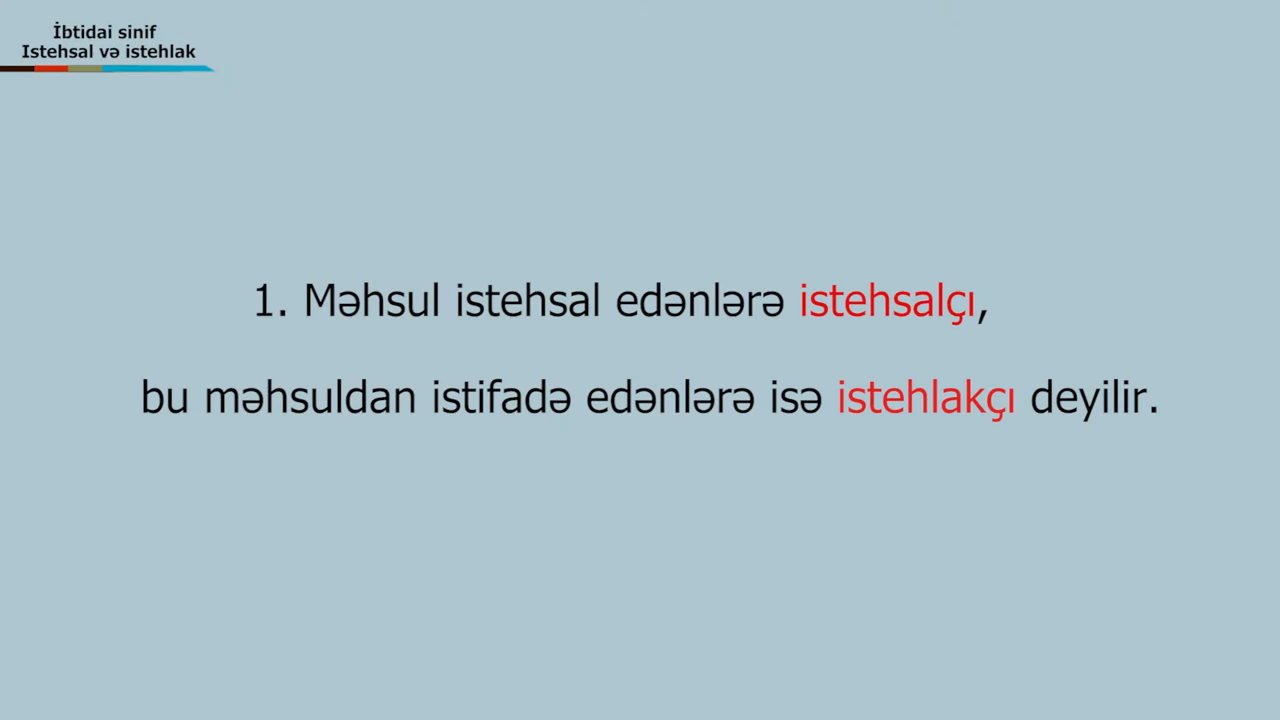 İbtidai sinif
Istehsal və istehlak
1. Məhsul istehsal edənlərə istehsalçı,
bu məhsuldan istifadə edənlərə isə istehlakçı deyilir.